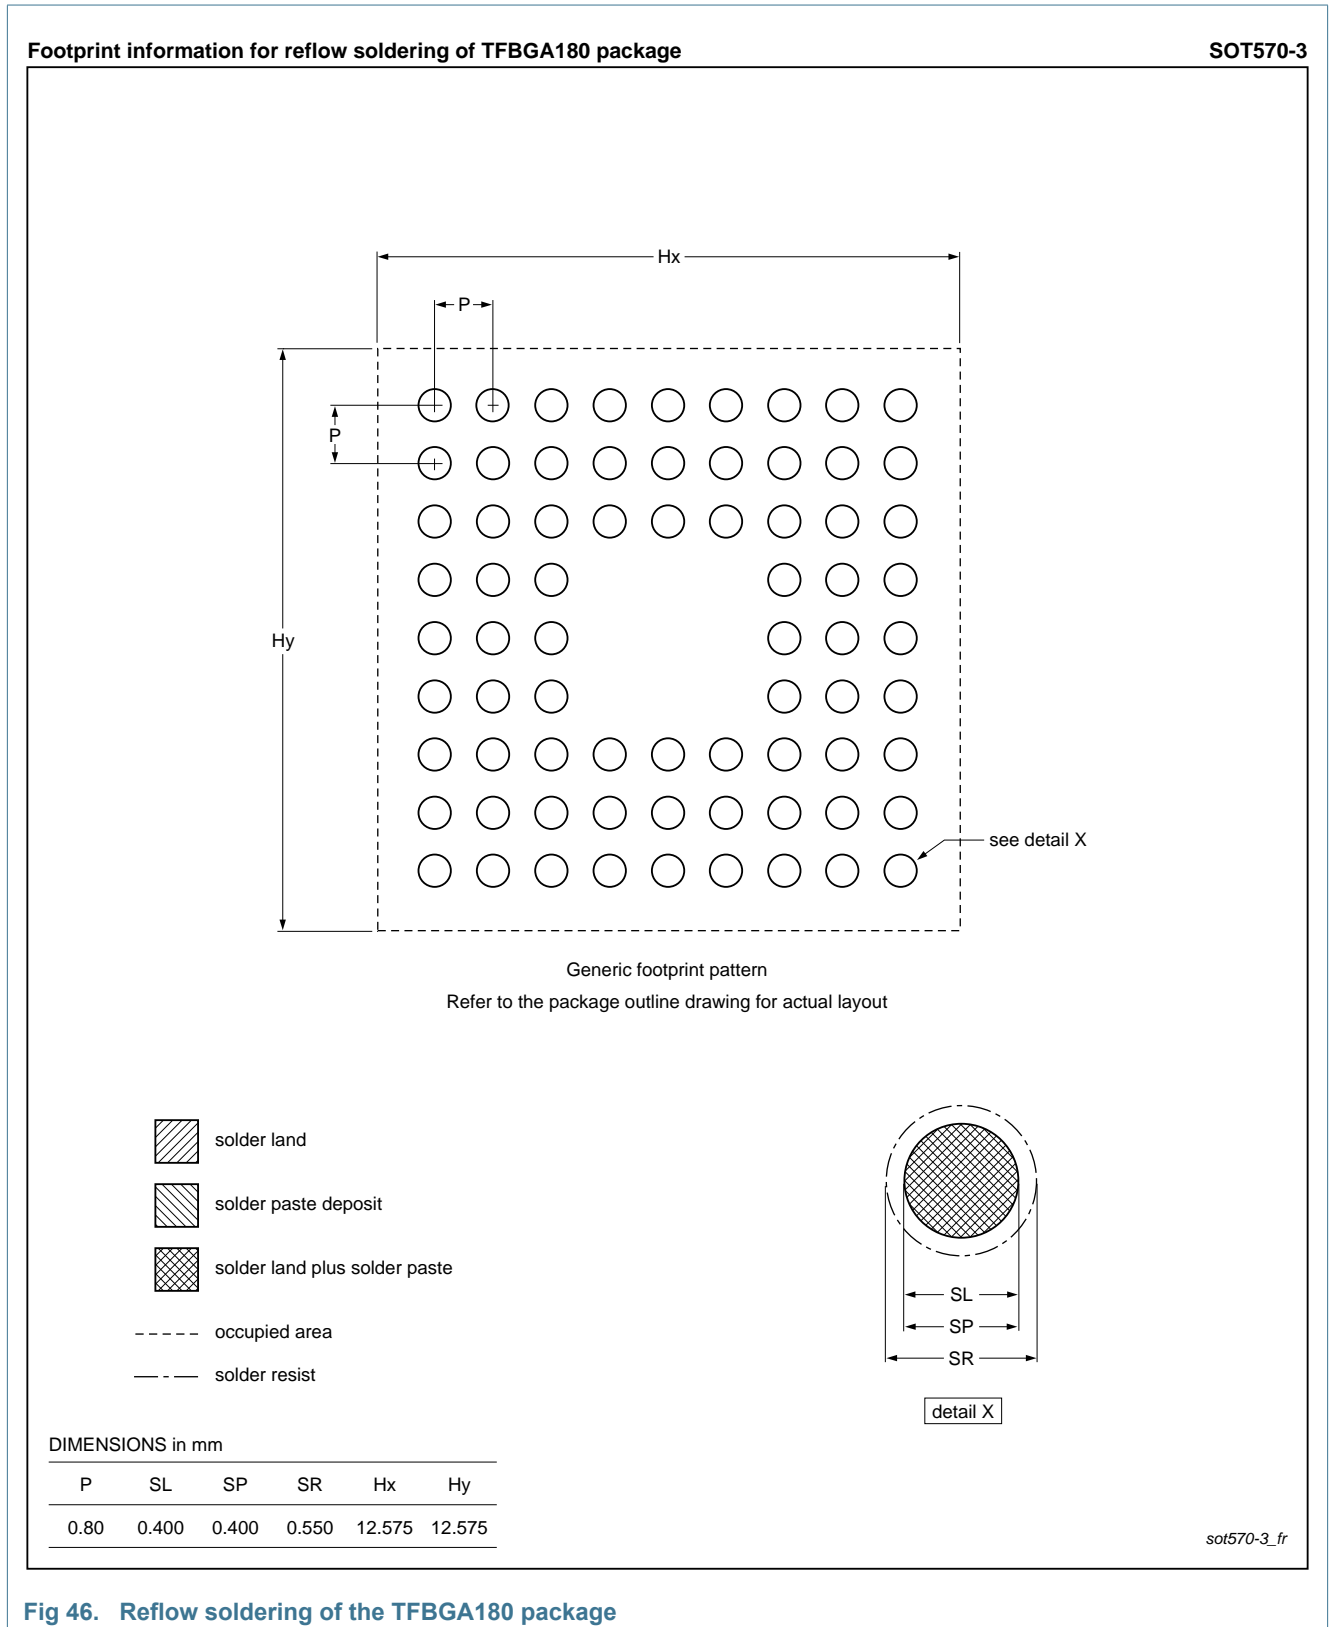 Footprint information for reflow soldering of TFBGA180 package SOT570-3
Hx
P
P
Hy
see detail X
Generic footprint pattern
Refer to the package outline drawing for actual layout
solder land
solder paste deposit
solder land plus solder paste
occupied area
solder resist
SL
SP
SR
detail X
DIMENSIONS in mm
P SL SP SR Hx Hy
0.80 0.400 0.400 0.550 12.575 12.575
sot570-3_fr
Fig 46. Reflow soldering of the TFBGA180 package